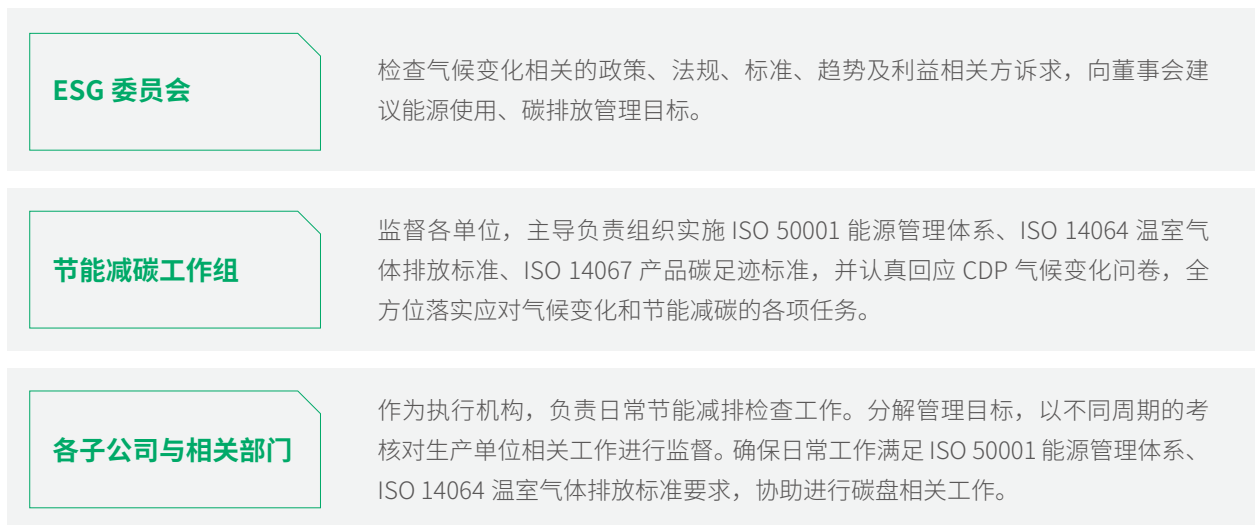 ESG 委员会
检查气候变化相关的政策、法规、标准、趋势及利益相关方诉求，向董事会建
议能源使用、碳排放管理目标。
节能减碳工作组
监督各单位，主导负责组织实施 ISO 50001 能源管理体系、ISO 14064 温室气
体排放标准、ISO 14067 产品碳足迹标准，并认真回应 CDP 气候变化问卷，全
方位落实应对气候变化和节能减碳的各项任务。
各子公司与相关部门
作为执行机构，负责日常节能减排检查工作。分解管理目标，以不同周期的考
核对生产单位相关工作进行监督。确保日常工作满足 ISO 50001 能源管理体系、
ISO 14064 温室气体排放标准要求，协助进行碳盘相关工作。